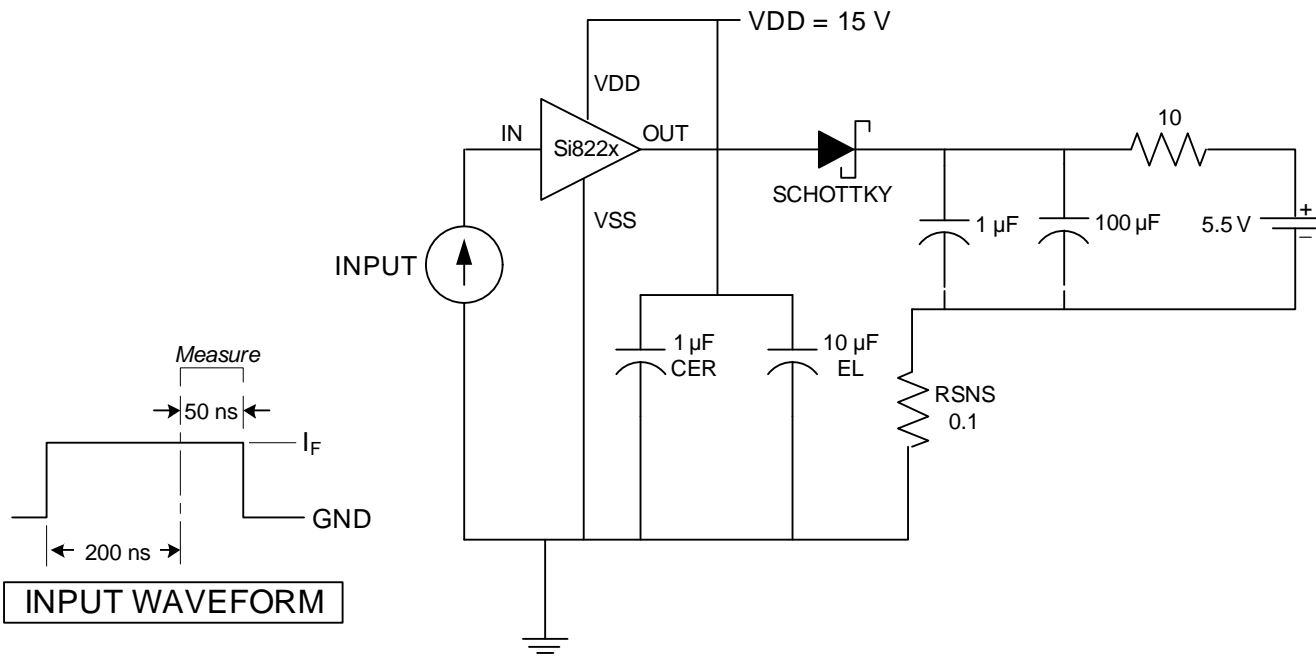 VDD = 15 V
VDD
IN
Si822x
OUT
10
SCHOTTKY
VSS
1 µF
100 µF
5.5 V
+
–
INPUT
1 µF
CER
10 µF
EL
RSNS
0.1
Measure
50 ns
IF
GND
200 ns
INPUT WAVEFORM